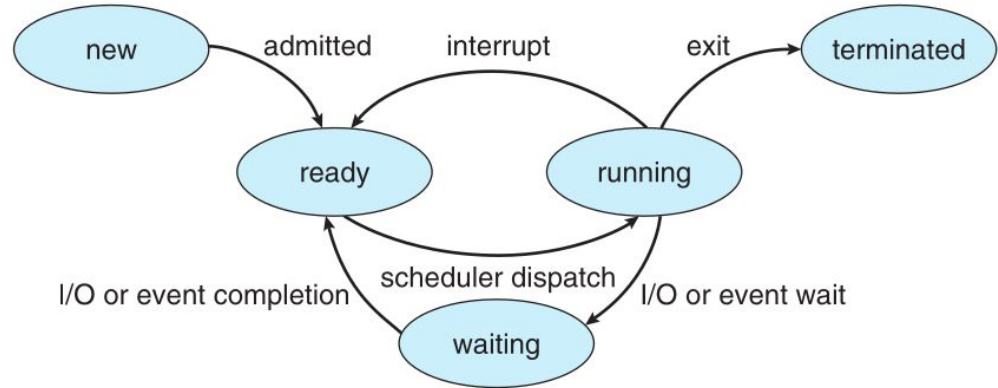 new
admitted
interrupt
exit
terminated
ready
running
scheduler dispatch
I/O or event completion
I/O or event wait
waiting